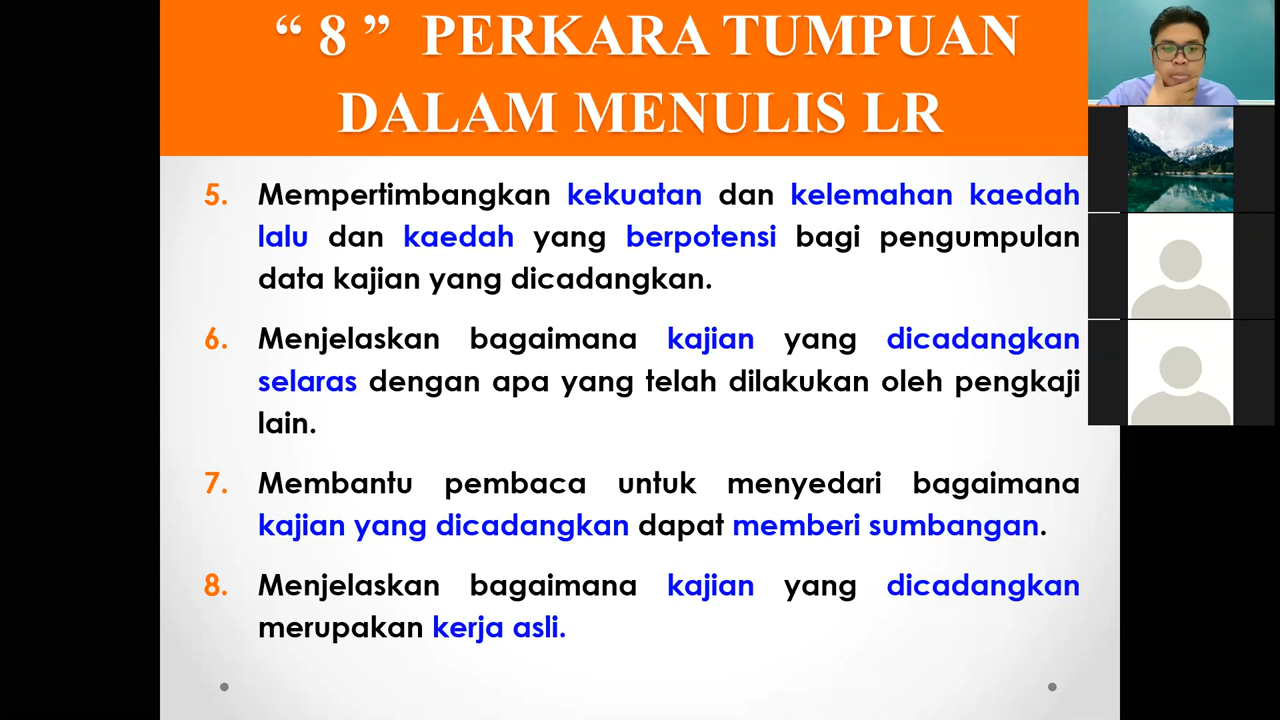 “ 8 ” PERKARA TUMPUAN
DALAM MENULIS LR
5. Mempertimbangkan kekuatan dan kelemahan kaedah
lalu dan kaedah yang berpotensi bagi pengumpulan
data kajian yang dicadangkan.
6. Menjelaskan bagaimana kajian yang dicadangkan
selaras dengan apa yang telah dilakukan oleh pengkaji
lain.
7. Membantu pembaca untuk menyedari bagaimana
kajian yang dicadangkan dapat memberi sumbangan.
8. Menjelaskan bagaimana kajian yang dicadangkan
merupakan kerja asli.